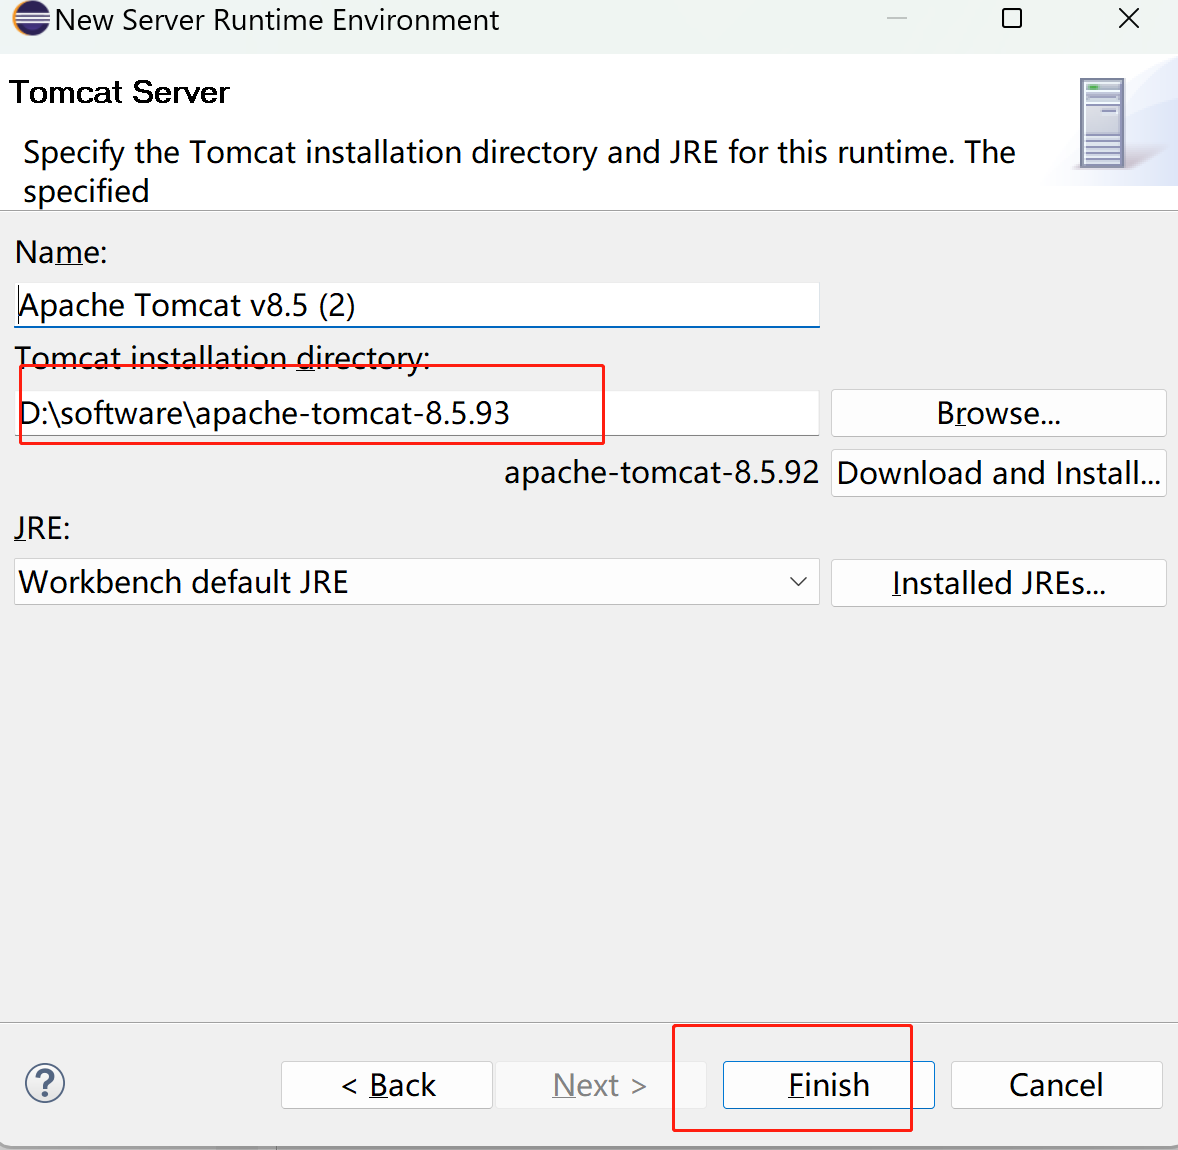 New Server Runtime Environment
Tomcat Server
Specify the Tomcat installation directory and JRE for this runtime. The
specified
Name:
Apache Tomcat v8.5 (2)
Tomcat installation directory:
D:\software\apache-tomcat-8.5.93
Browse...
apache-tomcat-8.5.92
Download and Install...
JRE:
Workbench default JRE
Installed JREs...
?
< Back
Next >
Finish
Cancel